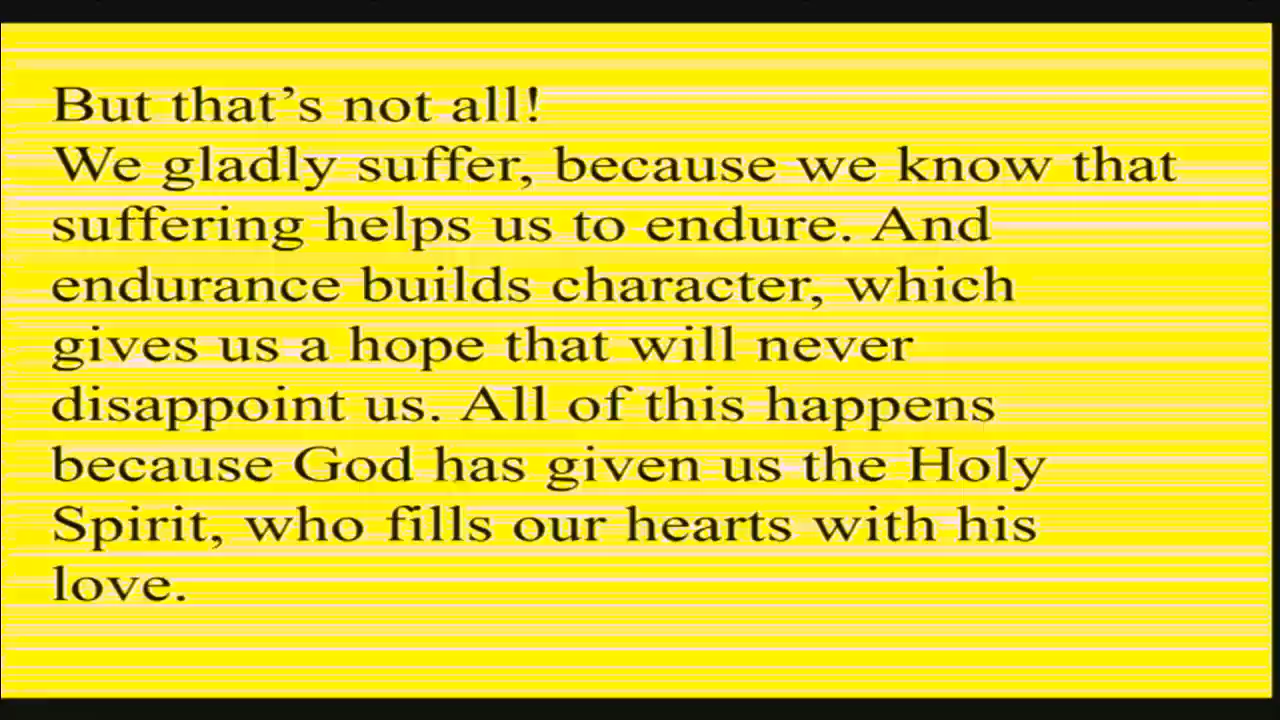 But that’s not all!
We gladly suffer, because we know that
suffering helps us to endure. And
endurance builds character, which
gives us a hope that will never
disappoint us. All of this happens
because God has given us the Holy
Spirit, who fills our hearts with his
love.